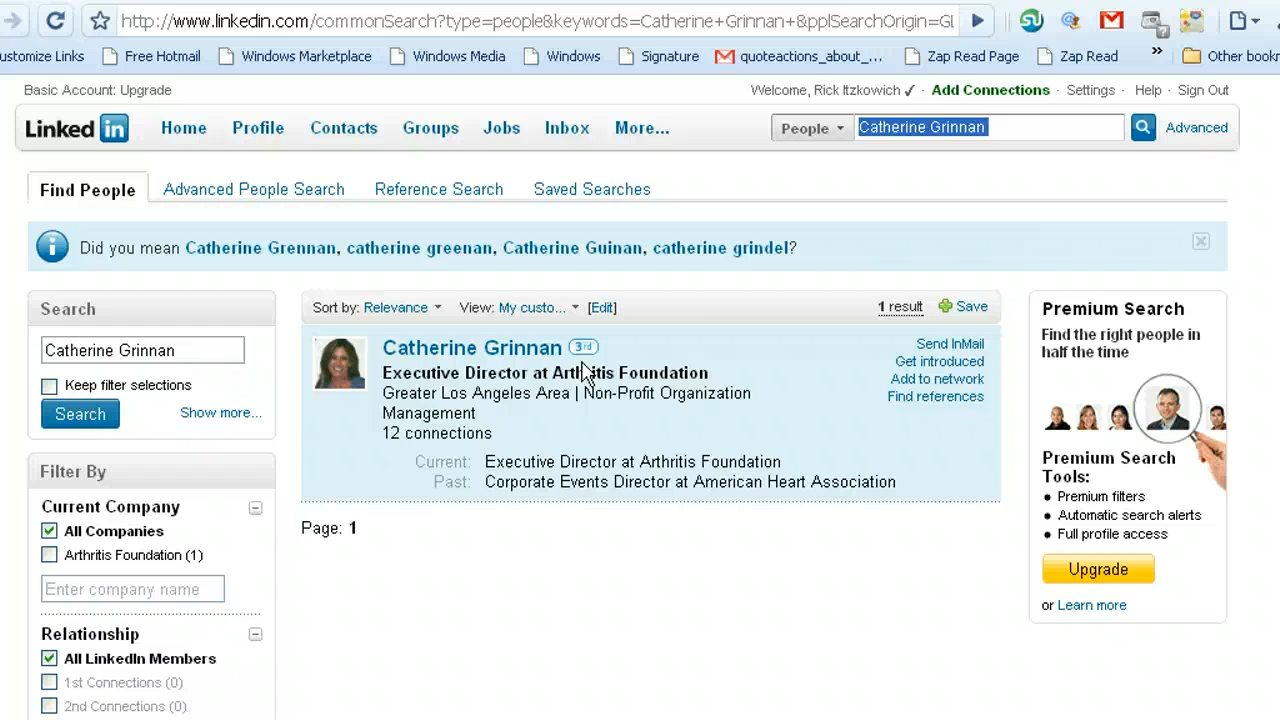 http://www.linkedin.com/commonSearch?type=people&keywords=Catherine+Grinnan+&pplSearchOrigin=GL
ustomize Links Free Hotmail Windows Marketplace Windows Media Windows Signature quoteactions_about_... Zap Read Page Zap Read » Other bookr
Basic Account: Upgrade Welcome, Rick Itzkowich ✓ · Add Connections · Settings · Help · Sign Out
Linked in Home Profile Contacts Groups Jobs Inbox More... People Catherine Grinnan Advanced
Find People Advanced People Search Reference Search Saved Searches
Did you mean Catherine Grennan, catherine greenan, Catherine Guinan, catherine grindel?
Search
Catherine Grinnan
Keep filter selections
Search Show more...
Filter By
Current Company
All Companies
Arthritis Foundation (1)
Enter company name
Relationship
All LinkedIn Members
1st Connections (0)
2nd Connections (0)
Sort by: Relevance View: My custo... [Edit] 1 result Save
Catherine Grinnan 3rd
Executive Director at Arthritis Foundation
Greater Los Angeles Area | Non-Profit Organization
Management
12 connections
Current: Executive Director at Arthritis Foundation
Past: Corporate Events Director at American Heart Association
Send InMail
Get introduced
Add to network
Find references
Page: 1
Premium Search
Find the right people in
half the time
Premium Search
Tools:
• Premium filters
• Automatic search alerts
• Full profile access
Upgrade
or Learn more